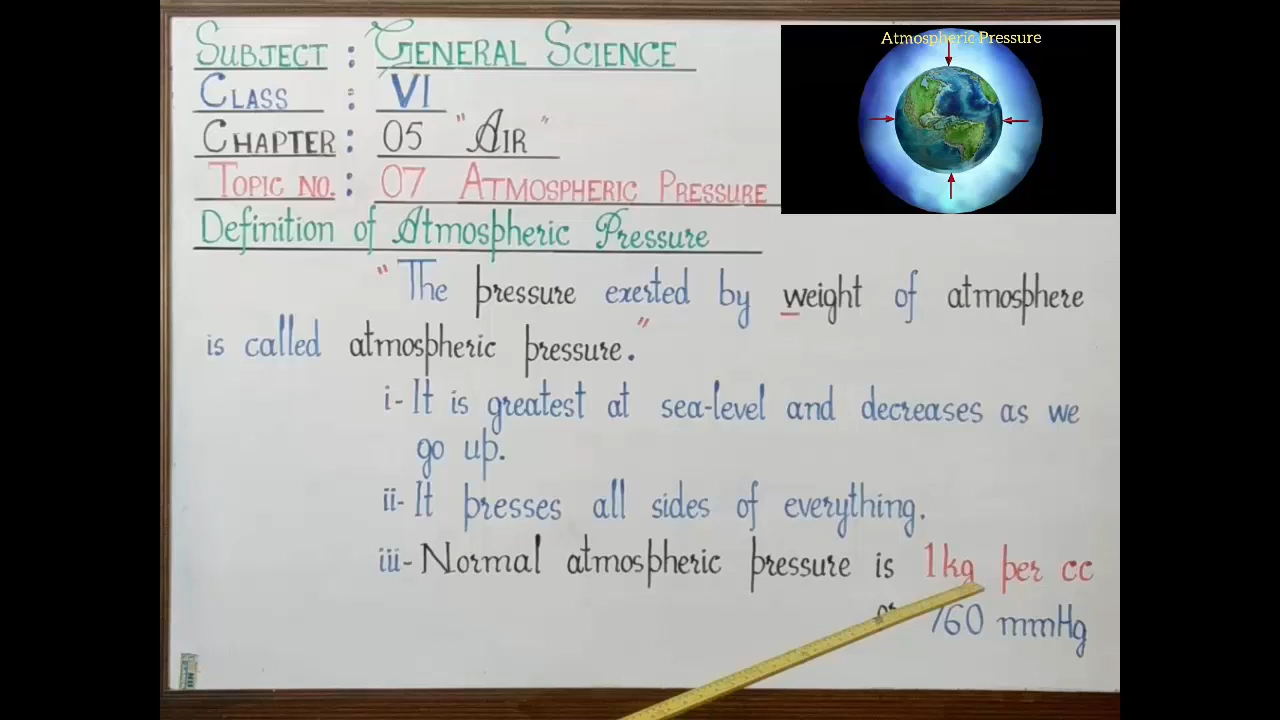 SUBJECT : GENERAL SCIENCE
CLASS : VI
CHAPTER : 05 "AIR"
TOPIC NO. : 07 ATMOSPHERIC PRESSURE
Atmospheric Pressure
Definition of Atmospheric Pressure
"The pressure exerted by weight of atmosphere
is called atmospheric pressure."
i- It is greatest at sea-level and decreases as we
go up.
ii- It presses all sides of everything.
iii- Normal atmospheric pressure is 1kg per cc
760 mmHg